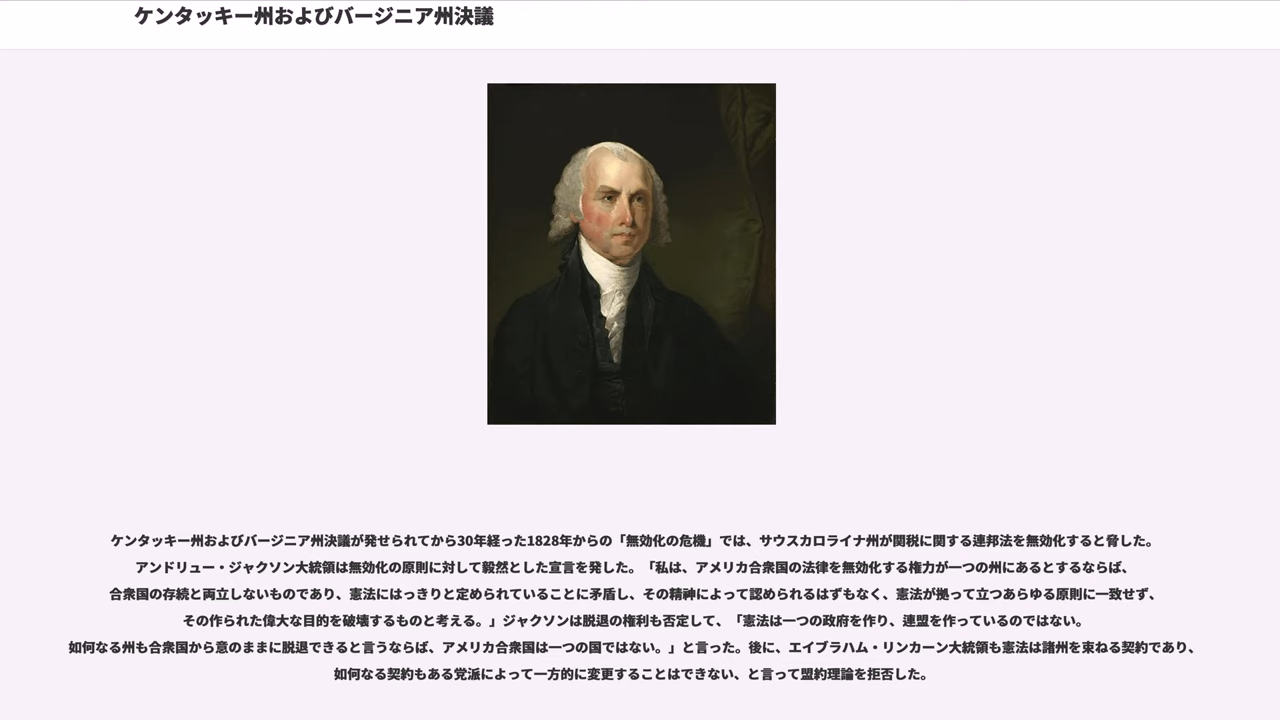 ケンタッキー州およびバージニア州決議
ケンタッキー州およびバージニア州決議が発せられてから30年経った1828年からの「無効化の危機」では、サウスカロライナ州が関税に関する連邦法を無効化すると脅した。
アンドリュー・ジャクソン大統領は無効化の原則に対して毅然とした宣言を発した。「私は、アメリカ合衆国の法律を無効化する権力が一つの州にあるとするならば、
合衆国の存続と両立しないものであり、憲法にはっきりと定められていることに矛盾し、その精神によって認められるはずもなく、憲法が拠って立つあらゆる原則に一致せず、
その作られた偉大な目的を破壊するものと考える。」ジャクソンは脱退の権利も否定して、「憲法は一つの政府を作り、連盟を作っているのではない。
如何なる州も合衆国から意のままに脱退できると言うならば、アメリカ合衆国は一つの国ではない。」と言った。後に、エイブラハム・リンカーン大統領も憲法は諸州を束ねる契約であり、
如何なる契約もある党派によって一方的に変更することはできない、と言って盟約理論を拒否した。